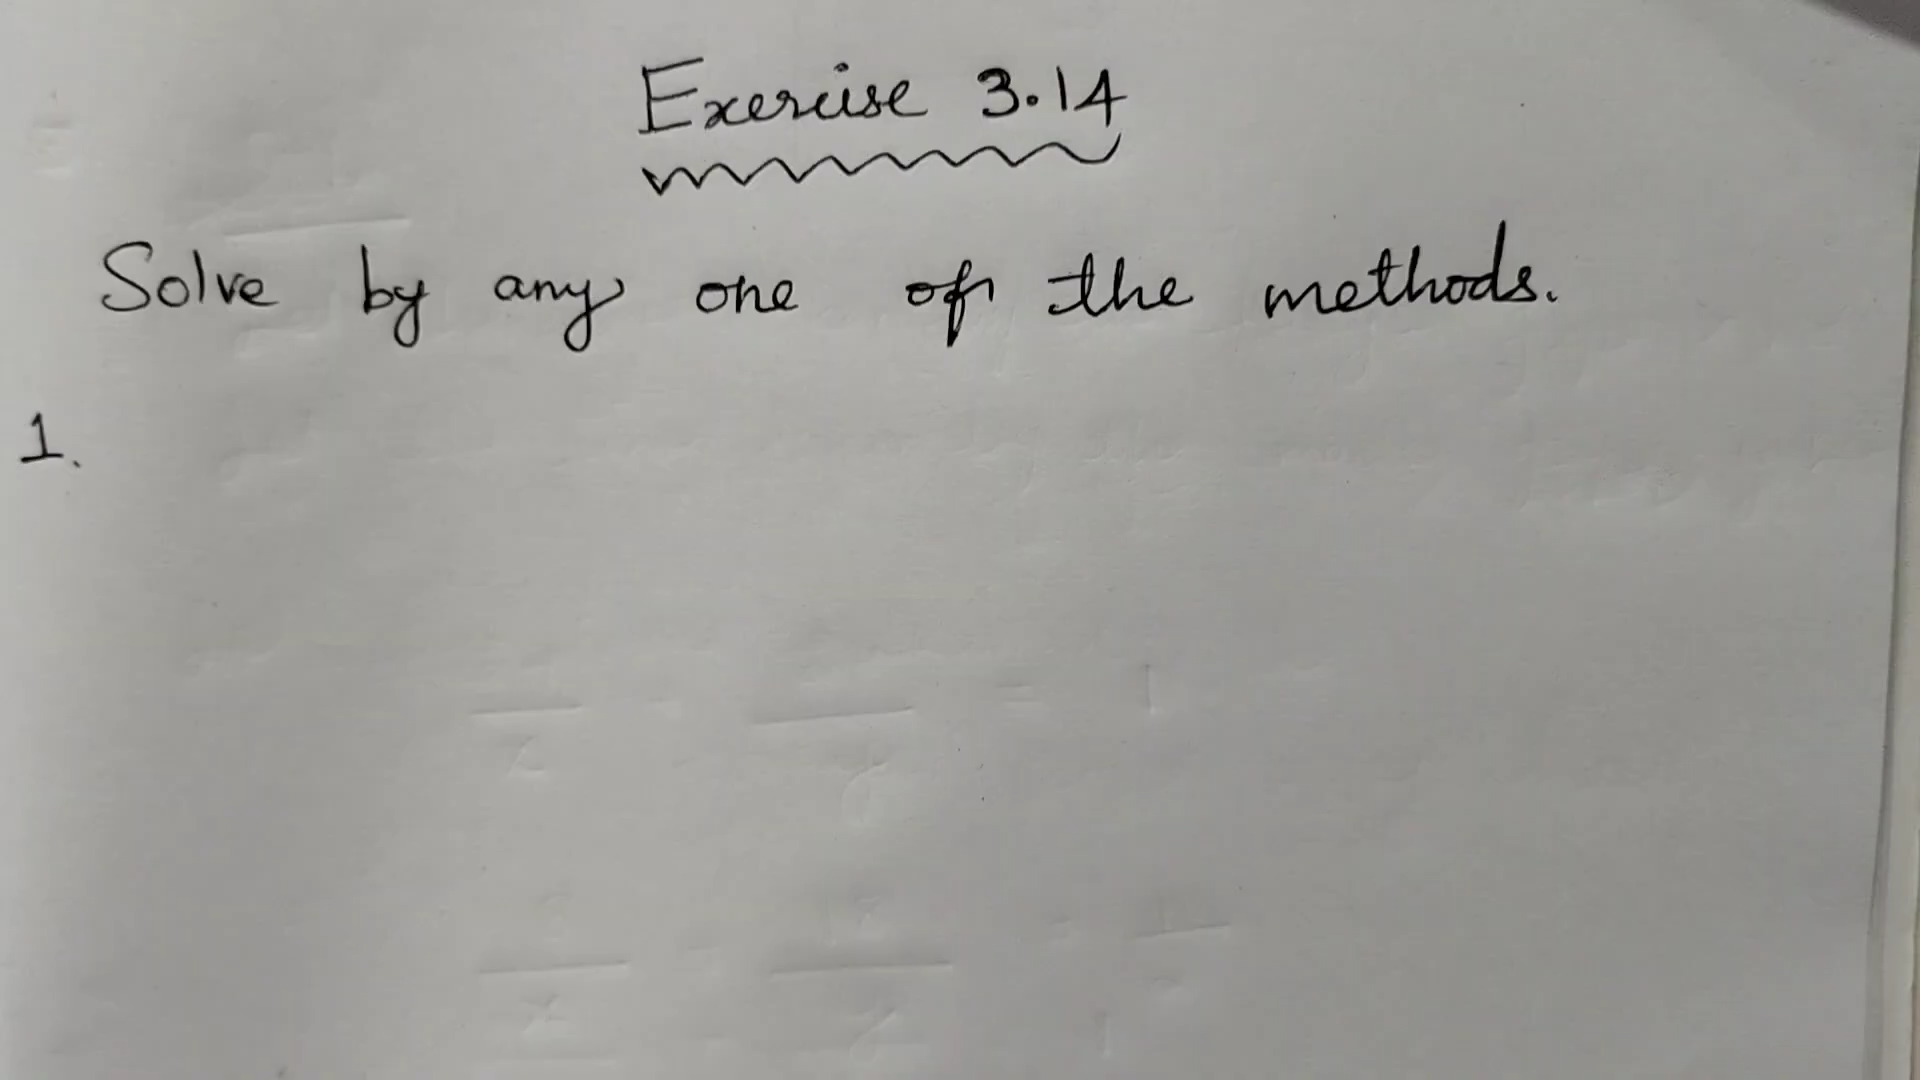 Exercise 3.14
Solve by any one of the methods.
1.